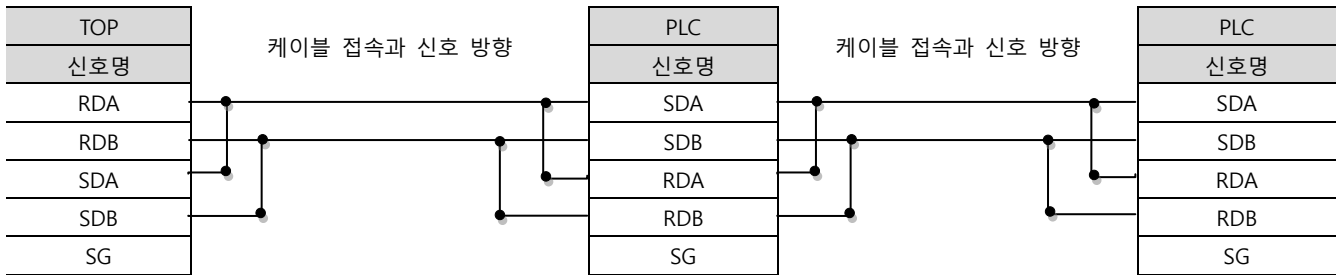 TOP 케이블 접속과 신호 방향 PLC 케이블 접속과 신호 방향 PLC
신호명 신호명 신호명
RDA SDA SDA
RDB SDB SDB
SDA RDA RDA
SDB RDB RDB
SG SG SG